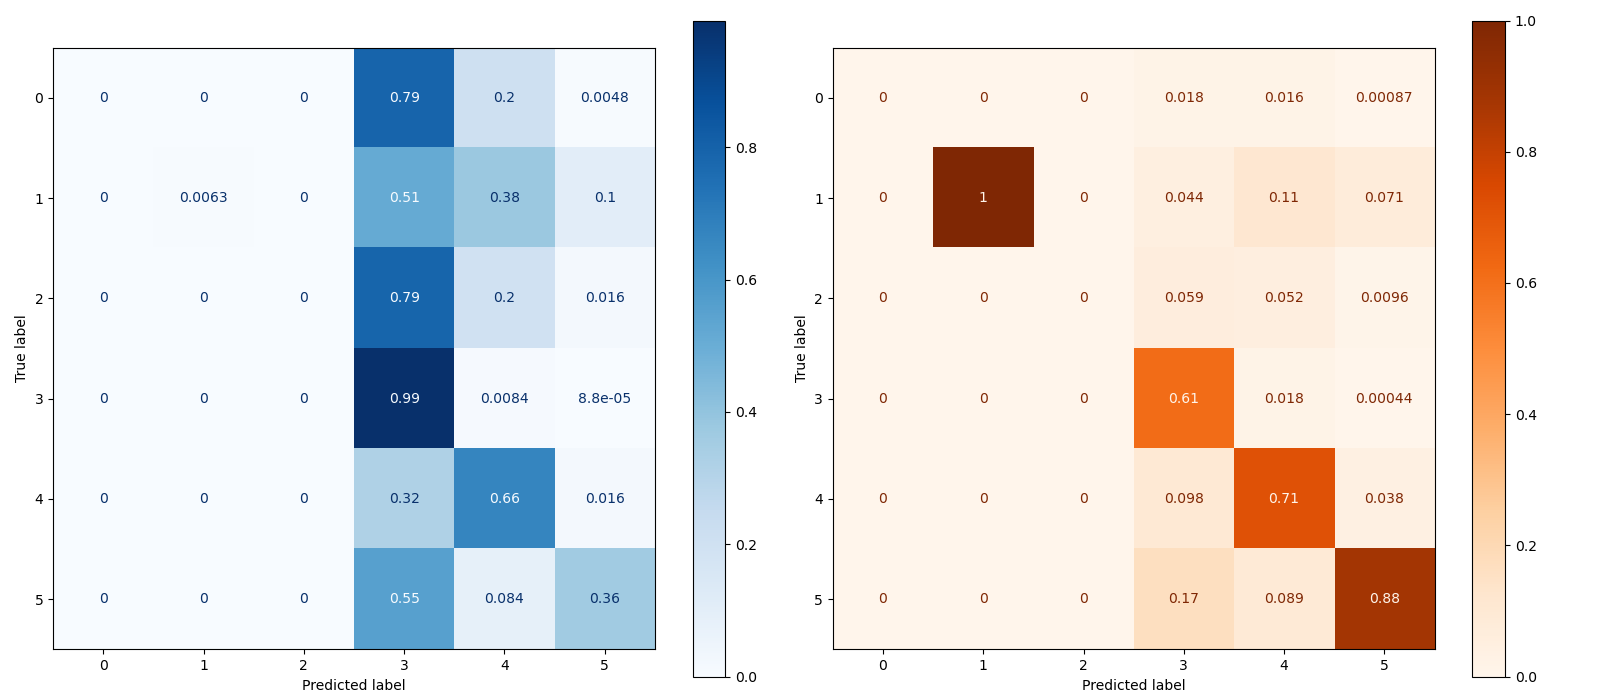 0 0 0 0.79 0.2 0.0048
1 0 0.0063 0 0.51 0.38 0.1
2 0 0 0 0.79 0.2 0.016
3 0 0 0 0.99 0.0084 8.8e-05
4 0 0 0 0.32 0.66 0.016
5 0 0 0 0.55 0.084 0.36
0 1 2 3 4 5
Predicted label
True label
0.8
0.6
0.4
0.2
0.0
0 0 0 0 0.018 0.016 0.00087
1 0 1 0 0.044 0.11 0.071
2 0 0 0 0.059 0.052 0.0096
3 0 0 0 0.61 0.018 0.00044
4 0 0 0 0.098 0.71 0.038
5 0 0 0 0.17 0.089 0.88
0 1 2 3 4 5
Predicted label
True label
1.0
0.8
0.6
0.4
0.2
0.0